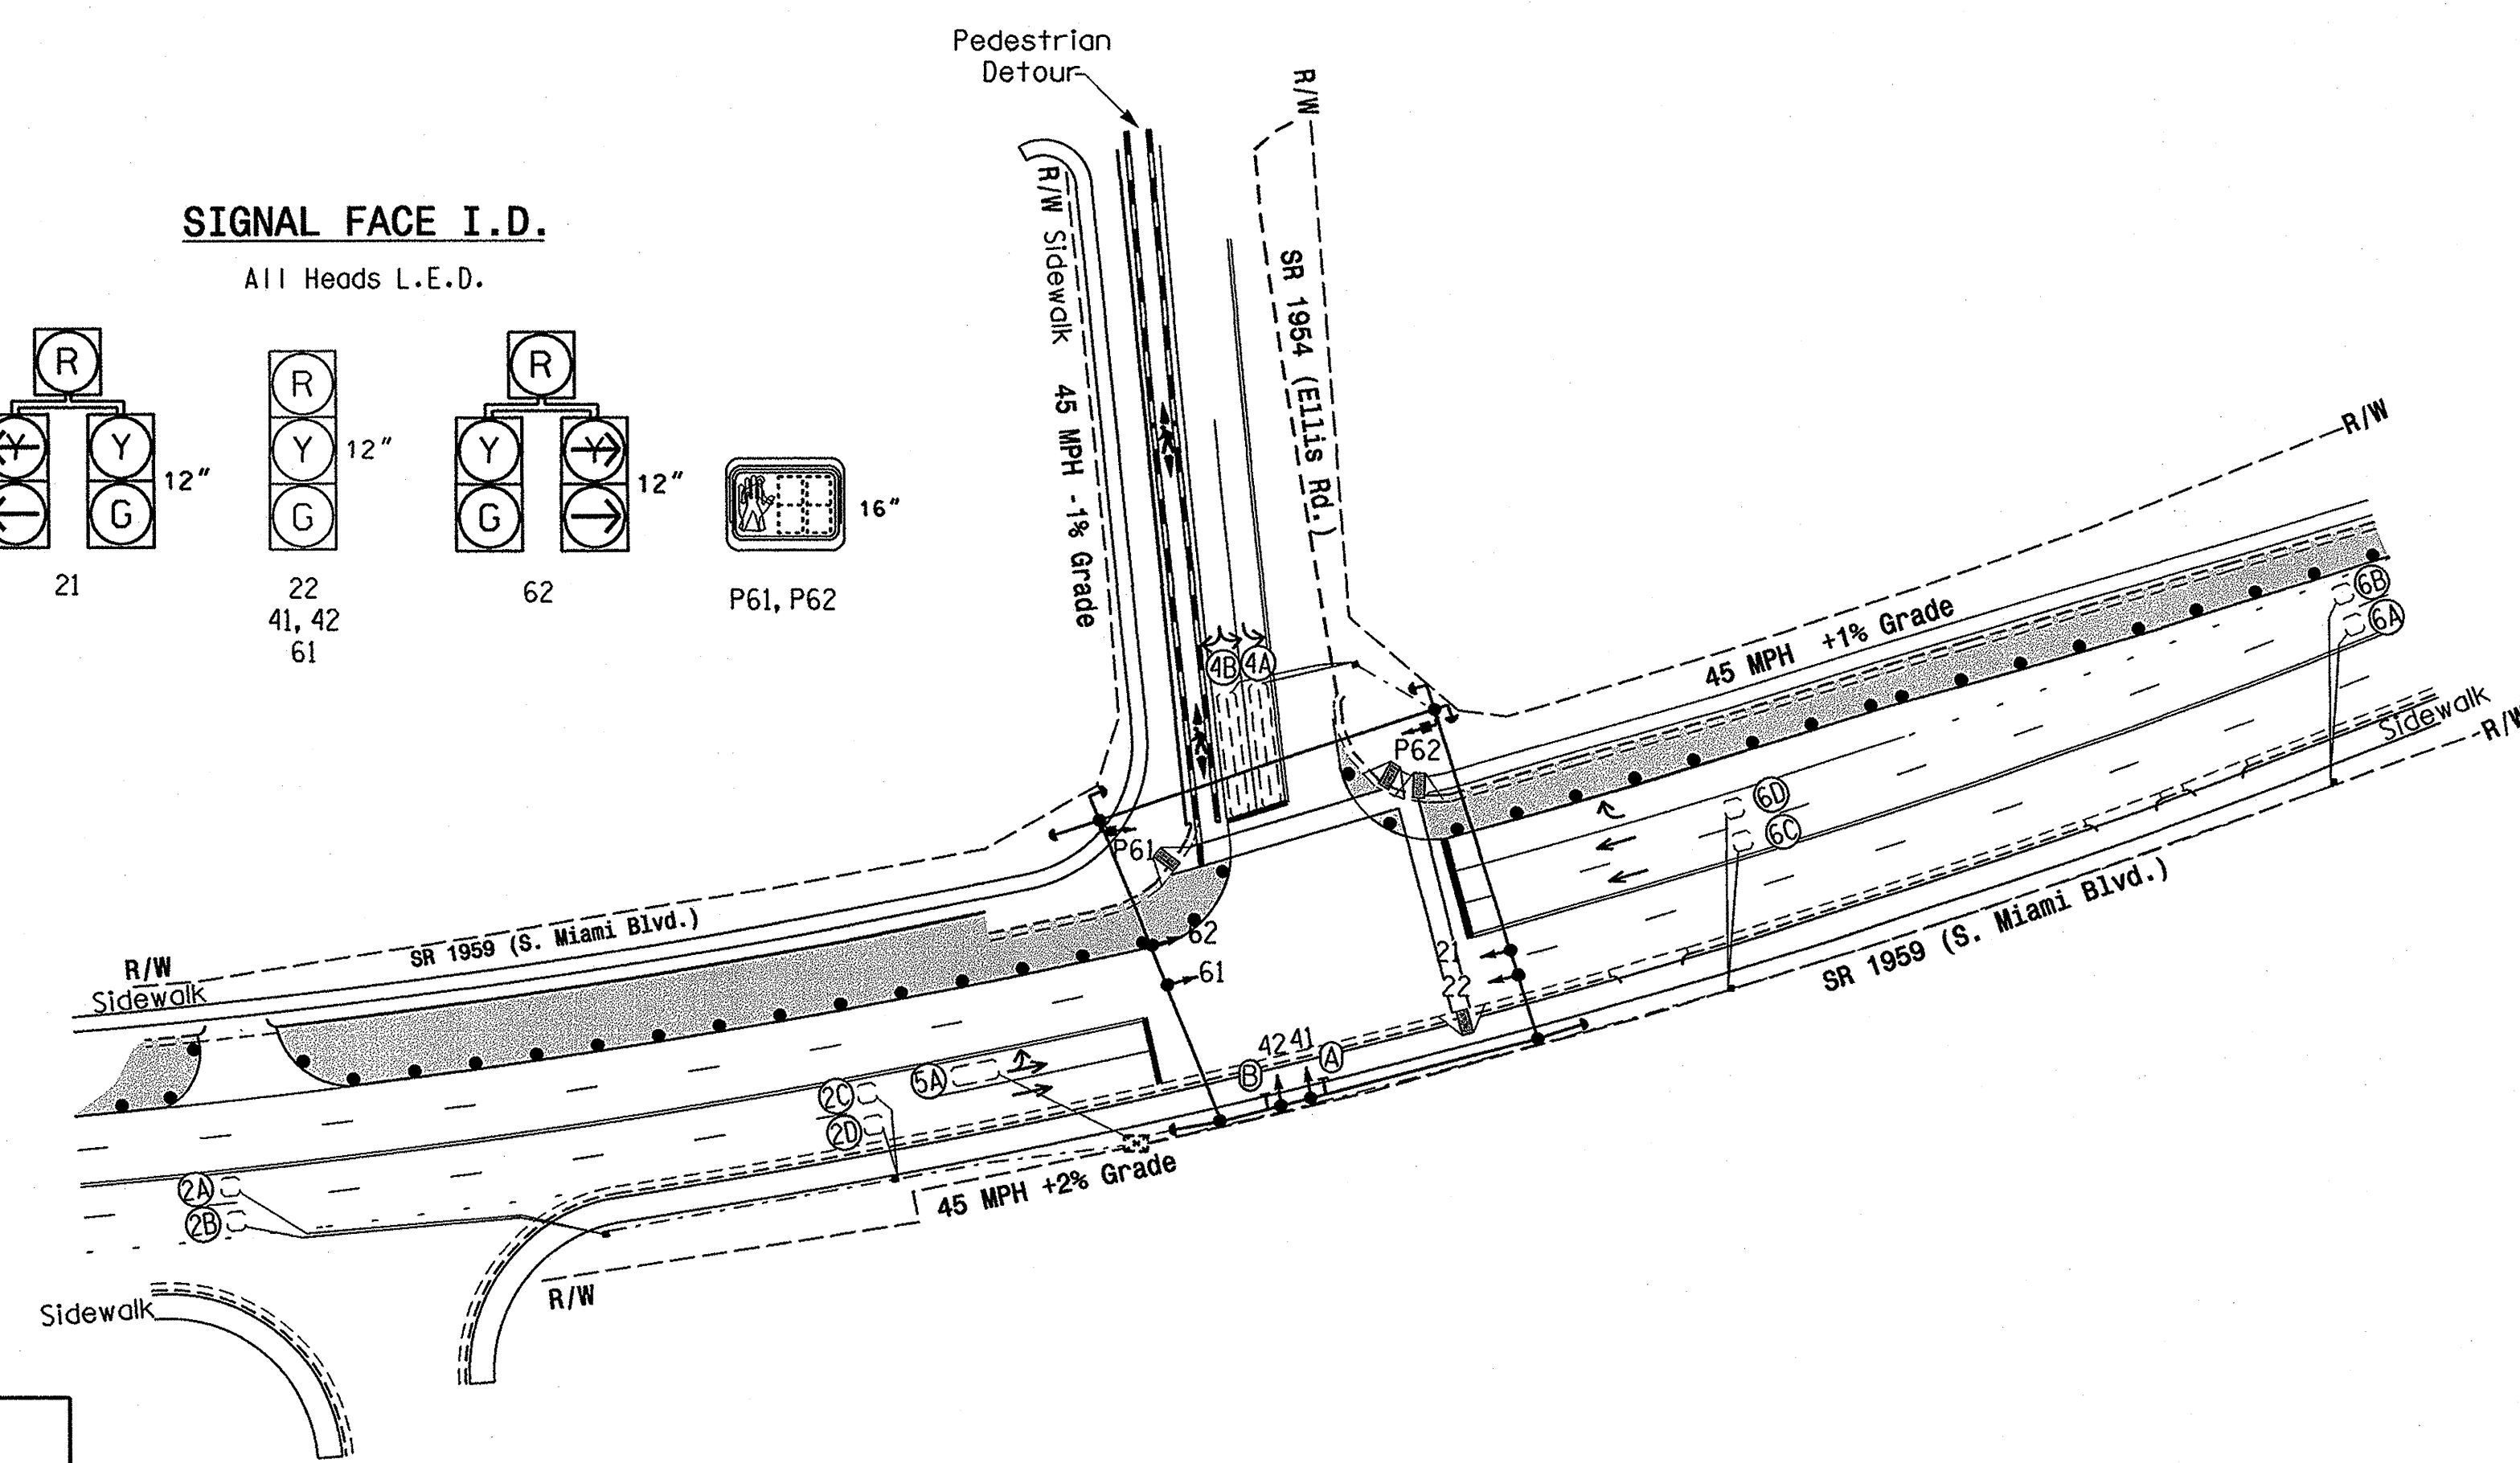 Pedestrian
Detour
R/W
SIGNAL FACE I.D.
All Heads L.E.D.
R
Y
Y
G
12"
21
R
Y
G
12"
22
41, 42
61
R
Y
Y
G
12"
62
16"
P61, P62
R/W
Sidewalk
45 MPH -1% Grade
SR 1954 (Ellis Rd.)
4B
4A
R/W
45 MPH +1% Grade
6B
6A
Sidewalk
R/W
P62
P61
6D
6C
SR 1959 (S. Miami Blvd.)
R/W
Sidewalk
62
61
21
22
SR 1959 (S. Miami Blvd.)
42
41
A
B
5A
2C
2D
2A
2B
45 MPH +2% Grade
R/W
Sidewalk